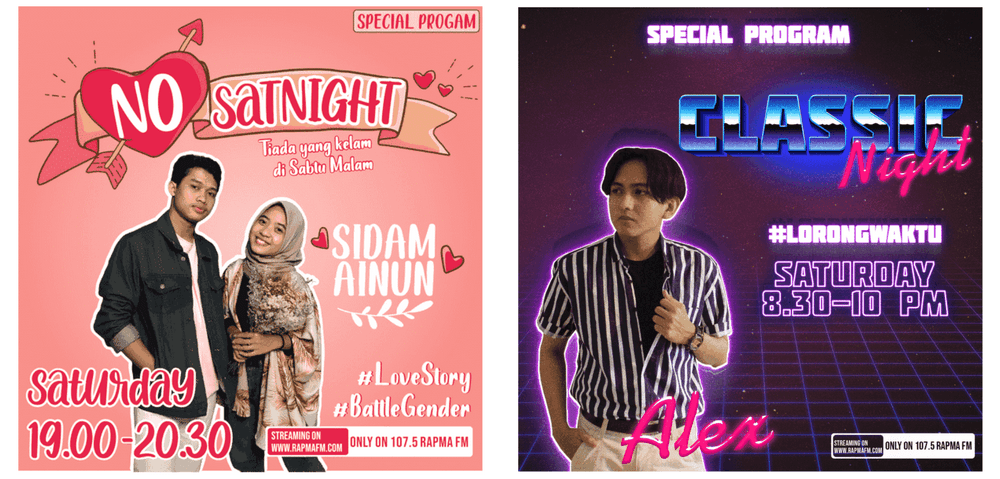 SPECIAL PROGAM
NO SATNIGHT
Tiada yang kelam
di Sabtu Malam
SIDAM
AINUN
Saturday
19.00-20.30
#LoveStory
#BattleGender
STREAMING ON
WWW.RAPMAFM.COM
ONLY ON 107.5 RAPMA FM
SPECIAL PROGRAM
CLASSIC
Night
#LORONGWAKTU
SATURDAY
8.30-10 PM
Alex
STREAMING ON
WWW.RAPMAFM.COM
ONLY ON 107.5 RAPMA FM